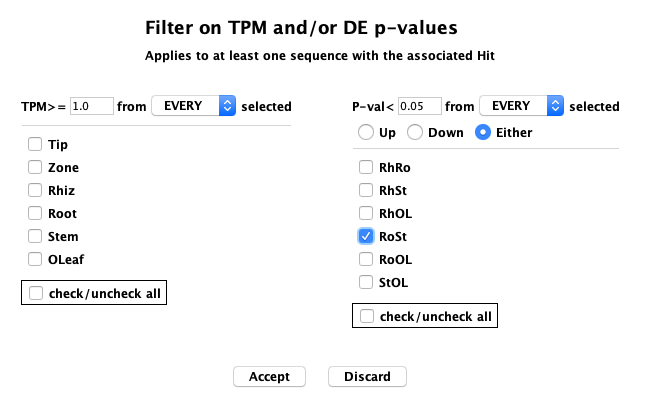 Filter on TPM and/or DE p-values
Applies to at least one sequence with the associated Hit
TPM>= 1.0 from EVERY selected
Tip
Zone
Rhiz
Root
Stem
OLeaf
check/uncheck all
P-val< 0.05 from EVERY selected
Up Down Either
RhRo
RhSt
RhOL
RoSt
RoOL
StOL
check/uncheck all
Accept Discard